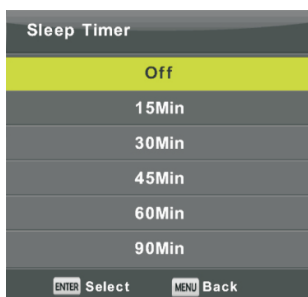 Sleep Timer
Off
15Min
30Min
45Min
60Min
90Min
ENTER Select MENU Back